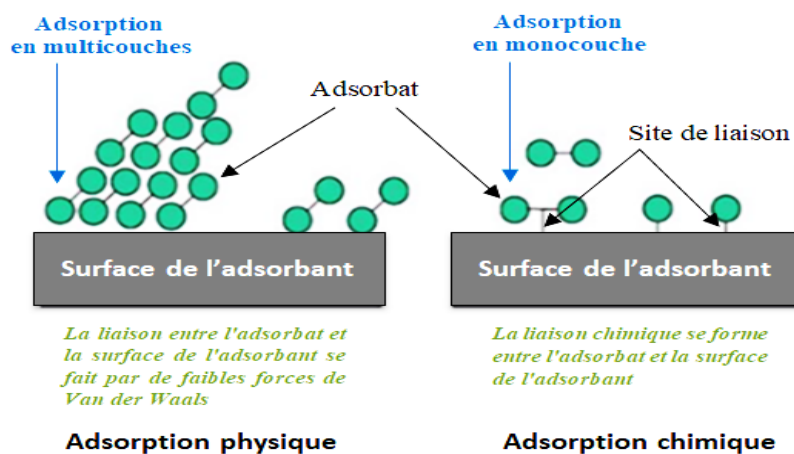 Adsorption
en multicouches
Adsorbat
Adsorption
en monocouche
Site de liaison
Surface de l’adsorbant
Surface de l’adsorbant
La liaison entre l'adsorbat et
la surface de l'adsorbant se
fait par de faibles forces de
Van der Waals
La liaison chimique se forme
entre l'adsorbat et la surface
de l'adsorbant
Adsorption physique
Adsorption chimique